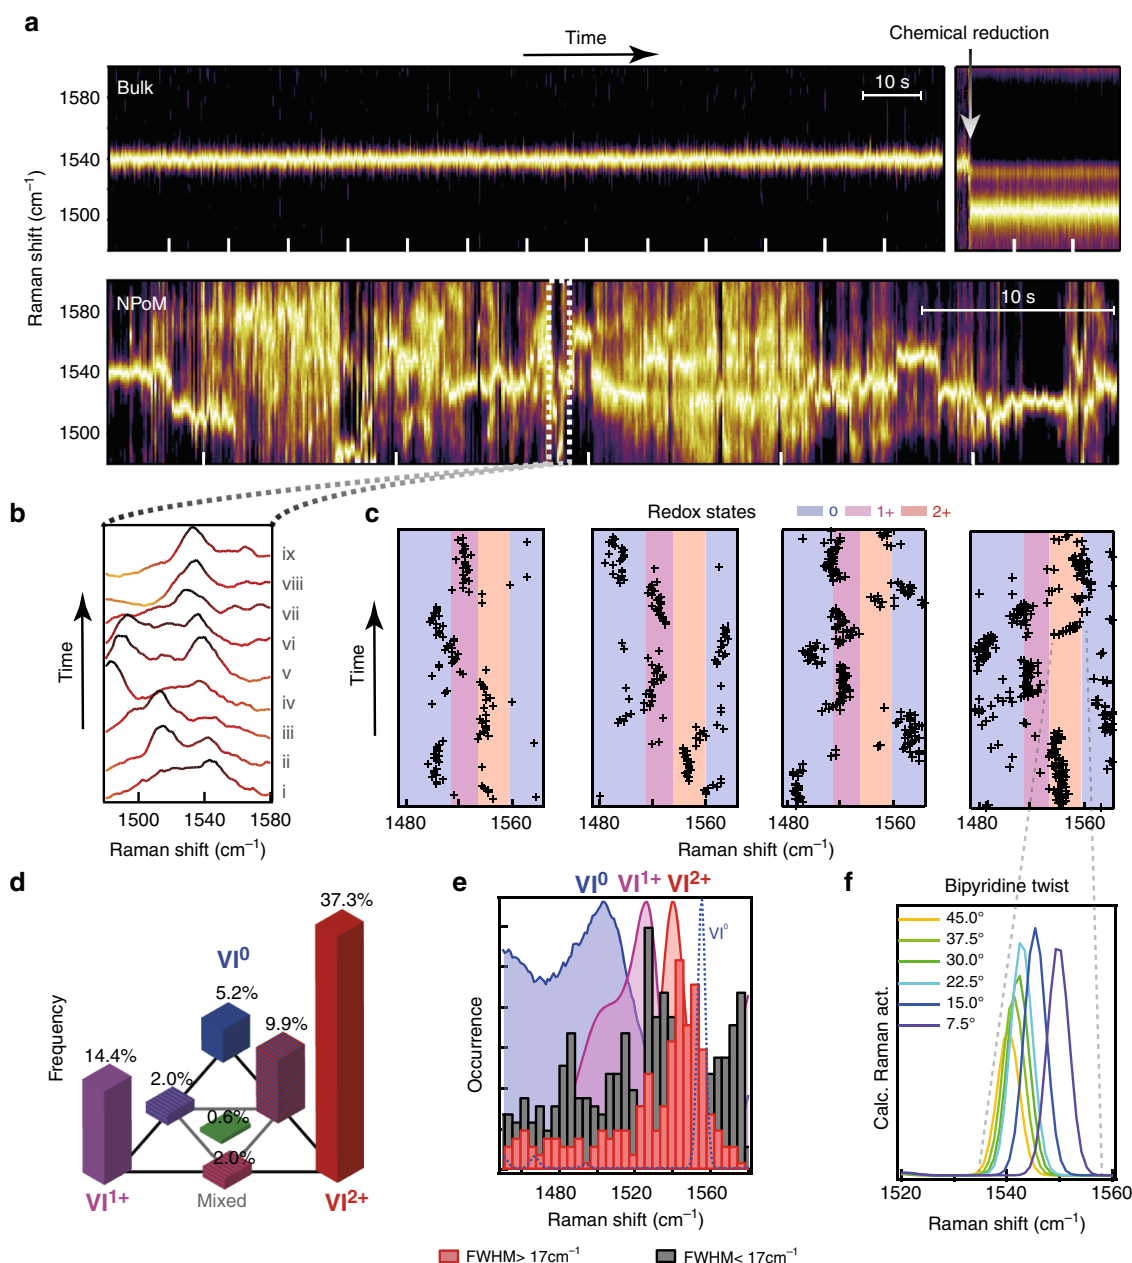 a
Time
Chemical reduction
Bulk
10 s
1580
1540
1500
Raman shift (cm⁻¹)
NPoM
10 s
1580
1540
1500
b
Time
ix
viii
vii
vi
v
iv
iii
ii
i
1500 1540 1580
Raman shift (cm⁻¹)
c
Redox states 0 1+ 2+
Time
1480 1560 1480 1560 1480 1560 1480 1560
Raman shift (cm⁻¹)
d
Frequency
37.3%
VI⁰
5.2%
9.9%
14.4%
2.0%
0.6%
2.0%
Mixed
VI¹⁺
VI²⁺
e
VI⁰ VI¹⁺ VI²⁺
VI⁰
Occurrence
1480 1520 1560
Raman shift (cm⁻¹)
FWHM> 17cm⁻¹ FWHM< 17cm⁻¹
f
Bipyridine twist
45.0°
37.5°
30.0°
22.5°
15.0°
7.5°
Calc. Raman act.
1520 1540 1560
Raman shift (cm⁻¹)